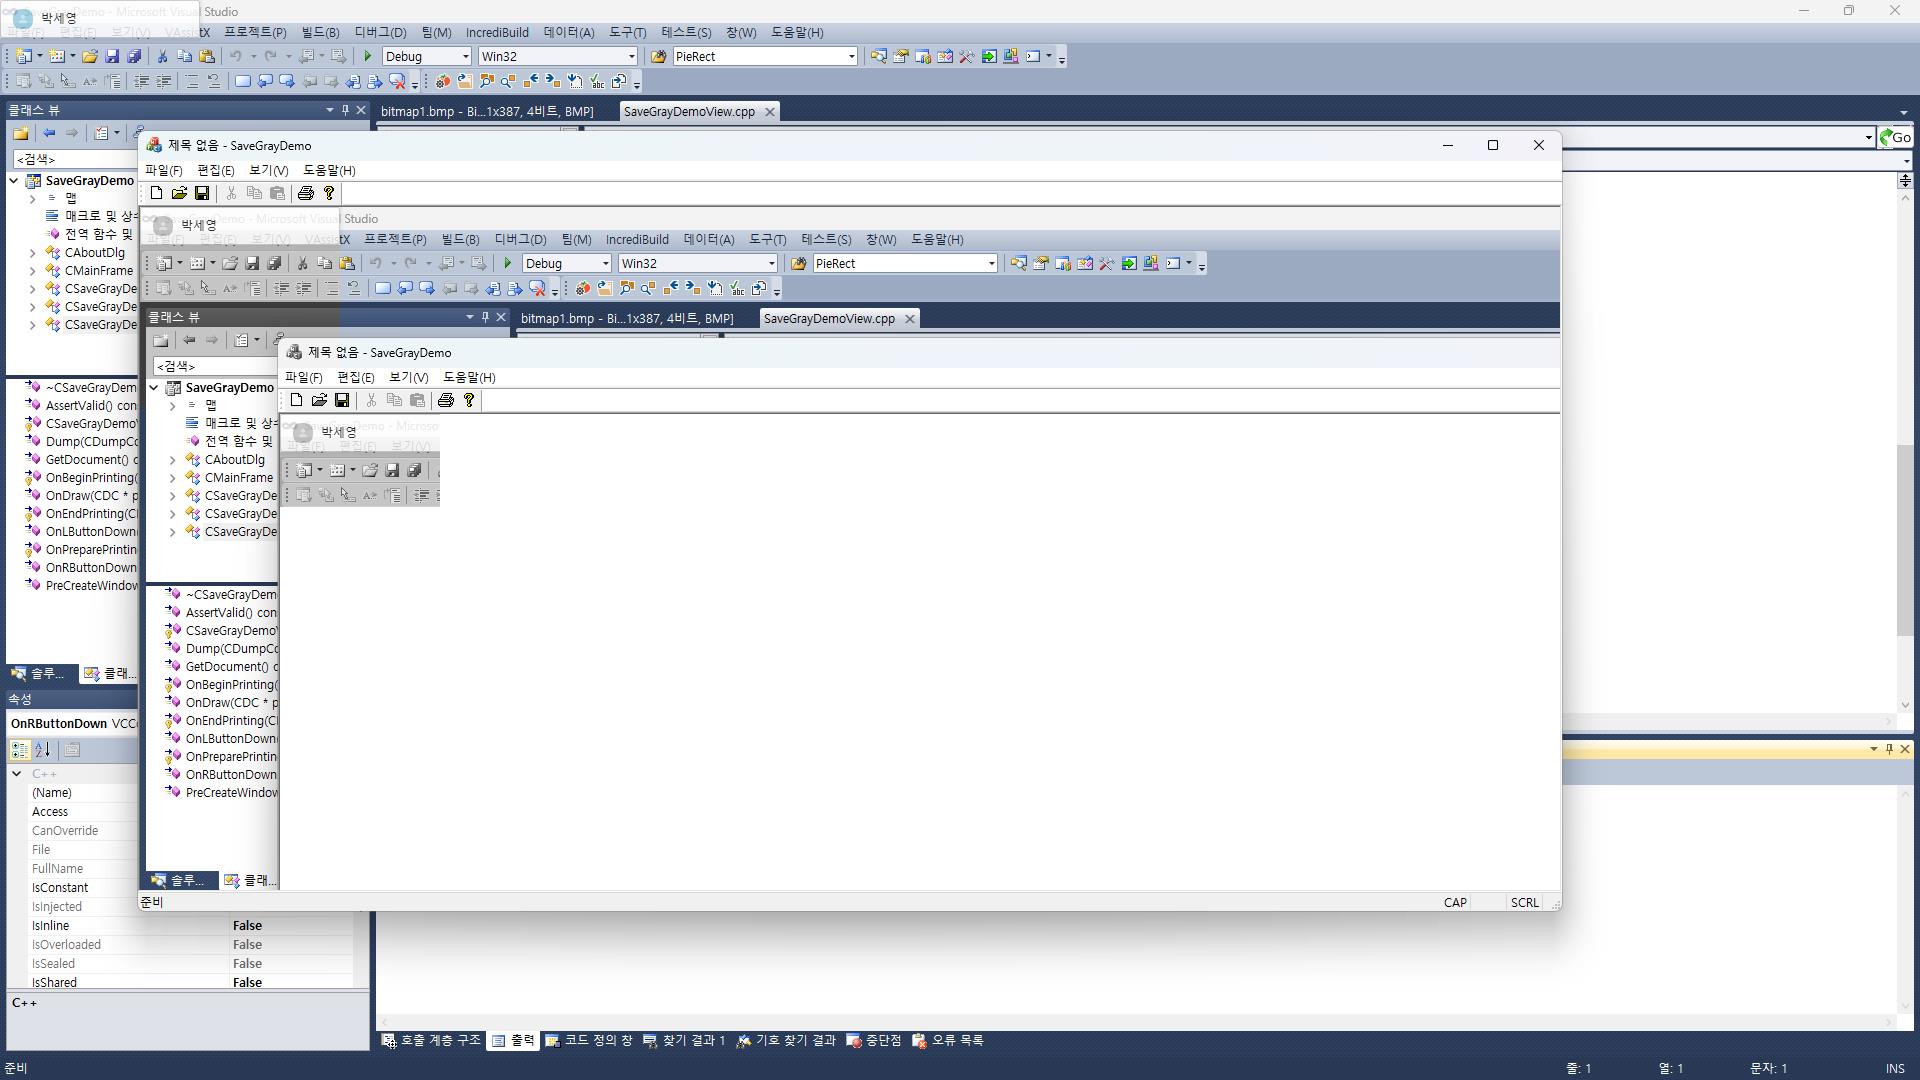 SaveGrayDemo - Microsoft Visual Studio
박세영
파일(F) 편집(E) 보기(V) VAssistX 프로젝트(P) 빌드(B) 디버그(D) 팀(M) IncrediBuild 데이터(A) 도구(T) 테스트(S) 창(W) 도움말(H)
Debug Win32 PieRect
클래스 뷰
bitmap1.bmp - Bi...1x387, 4비트, BMP] SaveGrayDemoView.cpp
Go
<검색>
SaveGrayDemo
맵
매크로 및 상수
전역 함수 및
CAboutDlg
CMainFrame
CSaveGrayDe
CSaveGrayDe
CSaveGrayDe
~CSaveGrayDem
AssertValid() con
CSaveGrayDemo
Dump(CDumpCo
GetDocument() c
OnBeginPrinting(
OnDraw(CDC * p
OnEndPrinting(C
OnLButtonDown
OnPreparePrintin
OnRButtonDown
PreCreateWindow
솔루... 클래...
속성
OnRButtonDown VCCo
C++
(Name)
Access
CanOverride
File
FullName
IsConstant
IsInjected
IsInline False
IsOverloaded False
IsSealed False
IsShared False
C++
제목 없음 - SaveGrayDemo
파일(F) 편집(E) 보기(V) 도움말(H)
SaveGrayDemo - Microsoft Visual Studio
박세영
파일(F) 편집(E) 보기(V) VAssistX 프로젝트(P) 빌드(B) 디버그(D) 팀(M) IncrediBuild 데이터(A) 도구(T) 테스트(S) 창(W) 도움말(H)
Debug Win32 PieRect
클래스 뷰
bitmap1.bmp - Bi...1x387, 4비트, BMP] SaveGrayDemoView.cpp
<검색>
SaveGrayDemo
맵
매크로 및 상수
전역 함수 및
CAboutDlg
CMainFrame
CSaveGrayDe
CSaveGrayDe
CSaveGrayDe
~CSaveGrayDem
AssertValid() con
CSaveGrayDemo
Dump(CDumpCo
GetDocument() c
OnBeginPrinting(
OnDraw(CDC * p
OnEndPrinting(C
OnLButtonDown
OnPreparePrintin
OnRButtonDown
PreCreateWindow
솔루... 클래...
제목 없음 - SaveGrayDemo
파일(F) 편집(E) 보기(V) 도움말(H)
박세영
파일(F) 편집(E) 보기(V)
준비 CAP SCRL
호출 계층 구조 출력 코드 정의 창 찾기 결과 1 기호 찾기 결과 중단점 오류 목록
준비 줄: 1 열: 1 문자: 1 INS